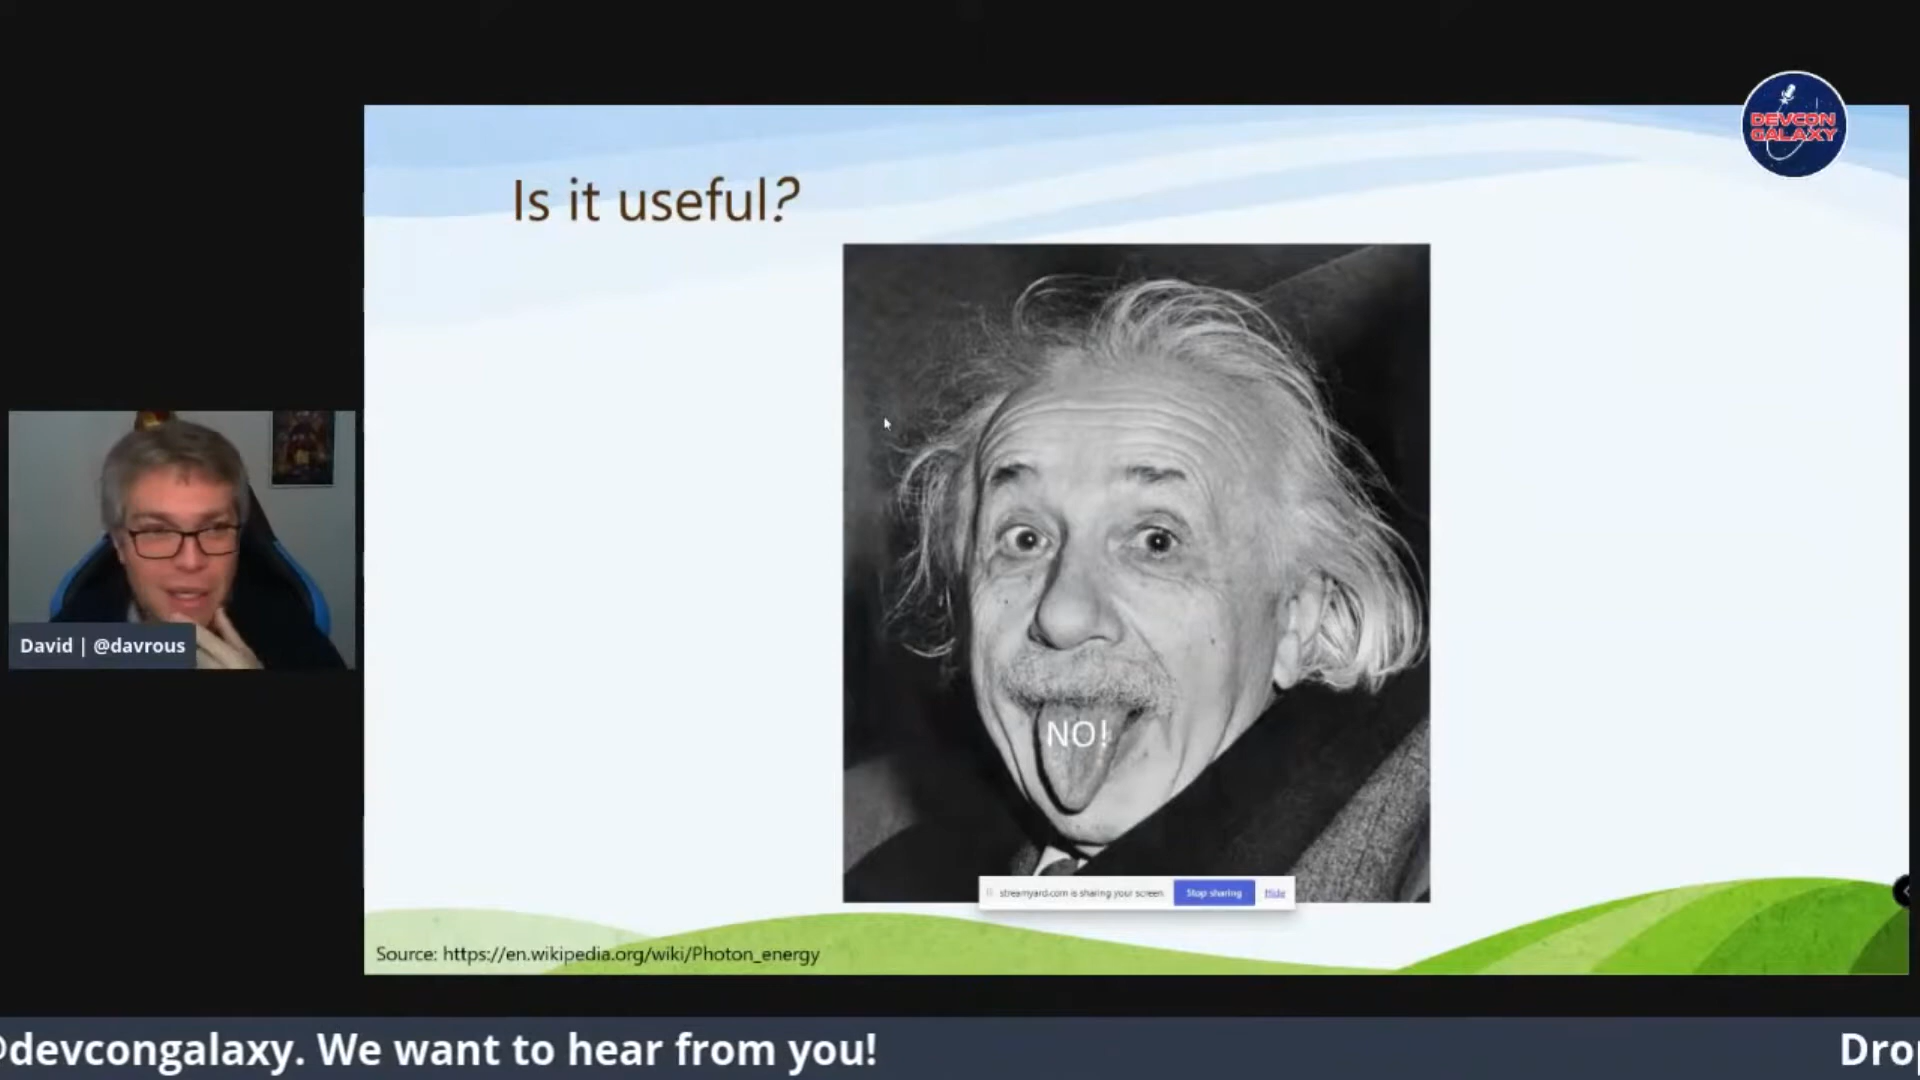 DEVCON
GALAXY
Is it useful?
NO!
David | @davrous
streamyard.com is sharing your screen.
Stop sharing
Hide
Source: https://en.wikipedia.org/wiki/Photon_energy
@devcongalaxy. We want to hear from you!